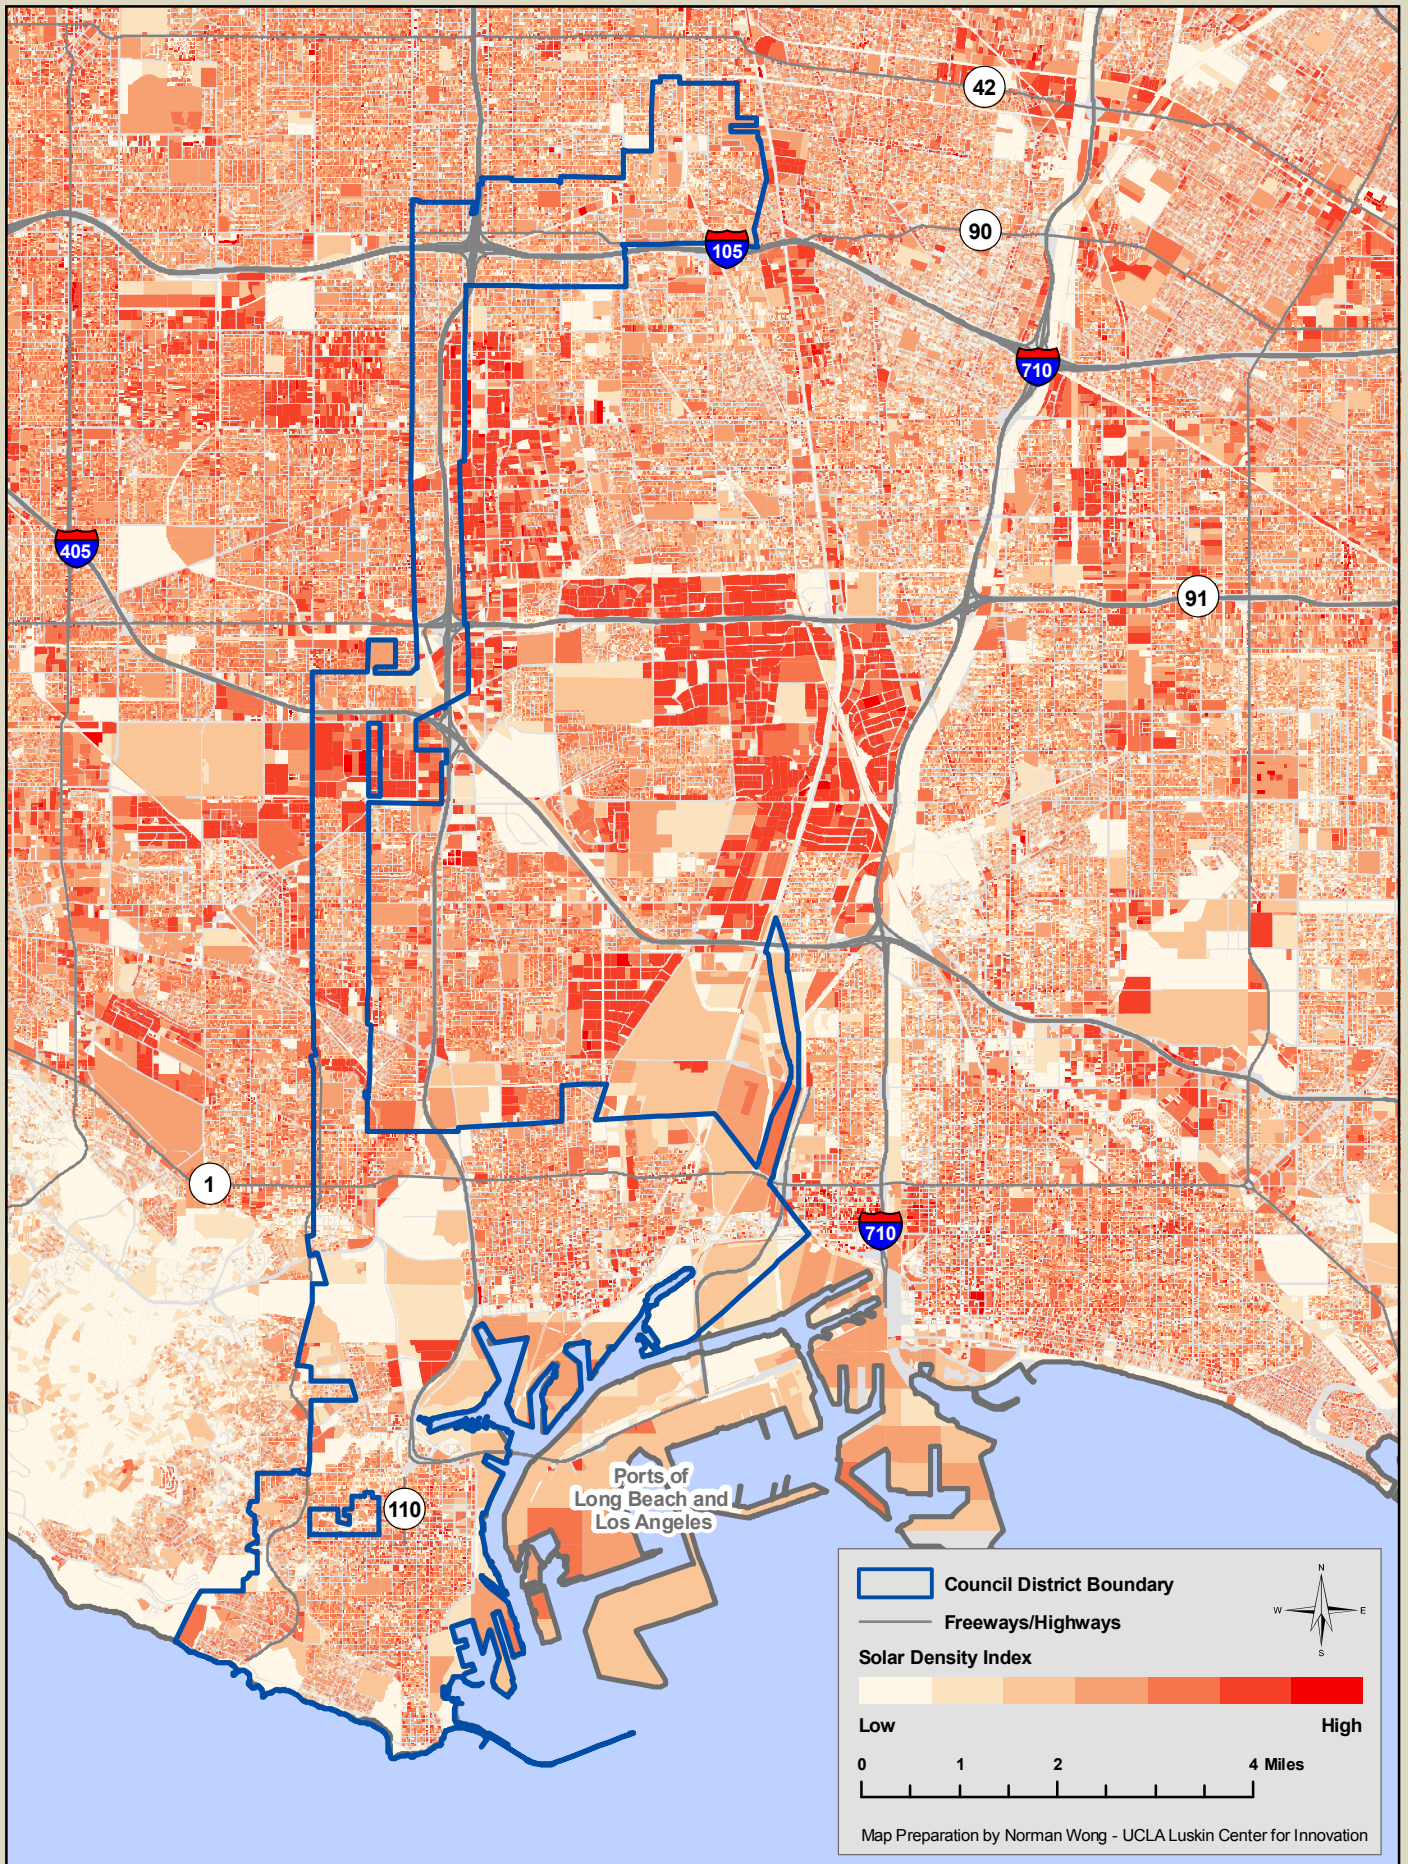 42
90
105
710
405
91
1
710
110
Ports of
Long Beach and
Los Angeles
Council District Boundary
Freeways/Highways
Solar Density Index
Low High
N
W E
S
0 1 2 4 Miles
Map Preparation by Norman Wong - UCLA Luskin Center for Innovation